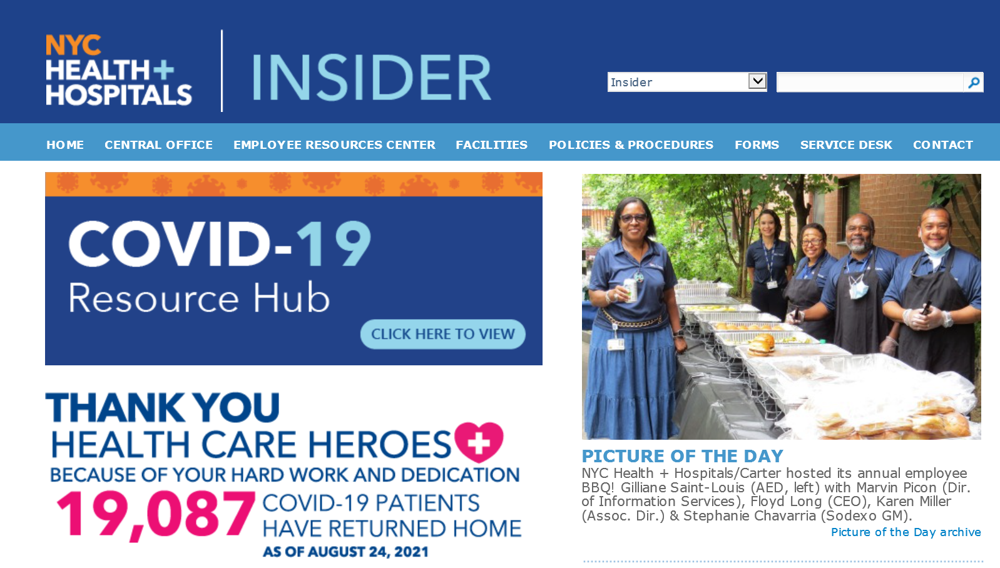 NYC
HEALTH+
HOSPITALS
INSIDER
Insider
HOME CENTRAL OFFICE EMPLOYEE RESOURCES CENTER FACILITIES POLICIES & PROCEDURES FORMS SERVICE DESK CONTACT
COVID-19
Resource Hub
CLICK HERE TO VIEW
THANK YOU
HEALTH CARE HEROES
BECAUSE OF YOUR HARD WORK AND DEDICATION
19,087 COVID-19 PATIENTS
HAVE RETURNED HOME
AS OF AUGUST 24, 2021
PICTURE OF THE DAY
NYC Health + Hospitals/Carter hosted its annual employee
BBQ! Gilliane Saint-Louis (AED, left) with Marvin Picon (Dir.
of Information Services), Floyd Long (CEO), Karen Miller
(Assoc. Dir.) & Stephanie Chavarria (Sodexo GM).
Picture of the Day archive